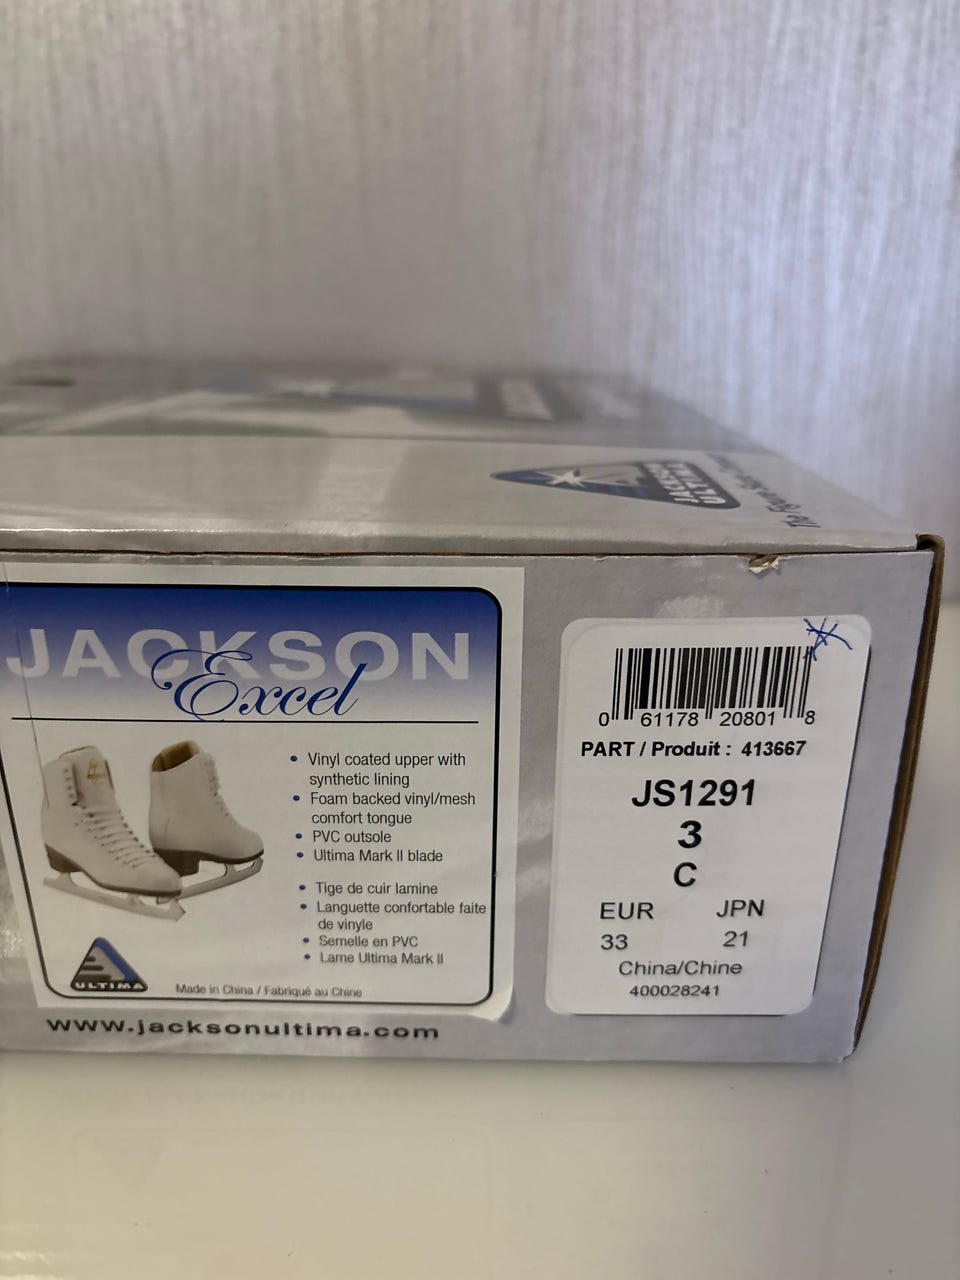 JACKSON
ULTIMA
JACKSON
Excel
• Vinyl coated upper with
synthetic lining
• Foam backed vinyl/mesh
comfort tongue
• PVC outsole
• Ultima Mark II blade
• Tige de cuir lamine
• Languette confortable faite
de vinyle
• Semelle en PVC
• Lame Ultima Mark II
ULTIMA
Made in China / Fabriqué au Chine
www.jacksonultima.com
0 61178 20801 8
PART / Produit : 413667
JS1291
3
C
EUR JPN
33 21
China/Chine
400028241